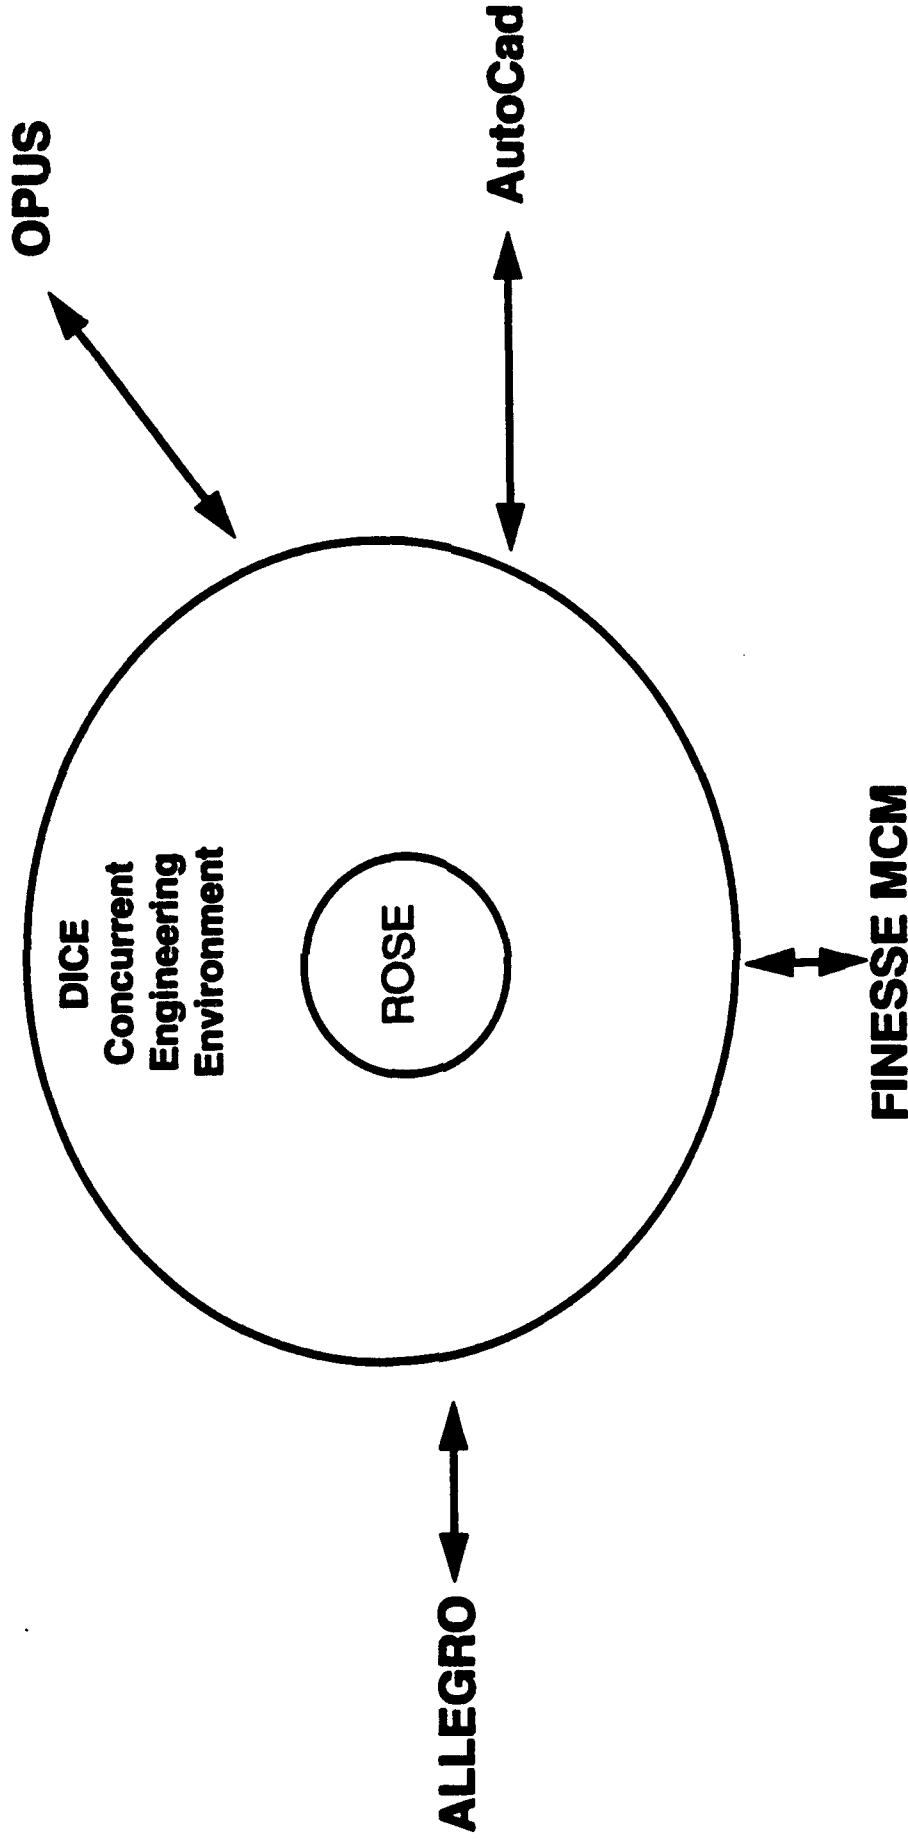 OPUS
DICE
Concurrent
Engineering
Environment
ROSE
ALLEGRO
AutoCad
FINESSE MCM